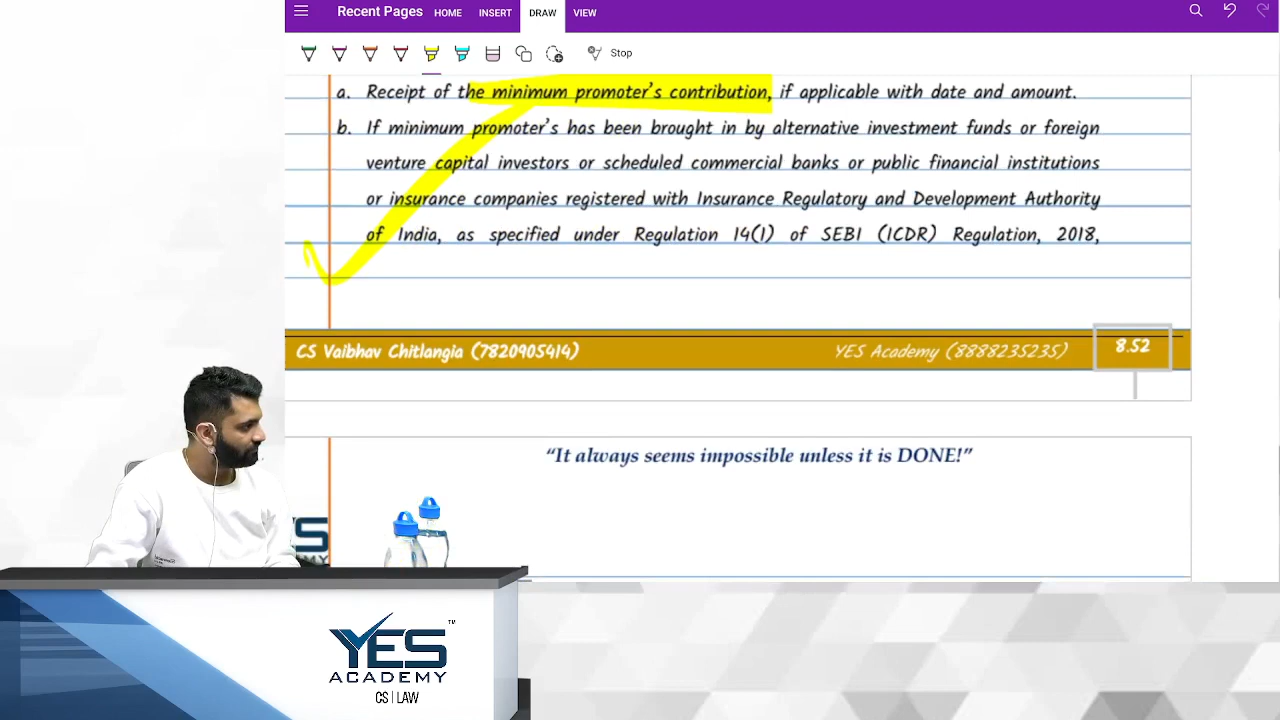 Recent Pages HOME INSERT DRAW VIEW
Stop
a. Receipt of the minimum promoter's contribution, if applicable with date and amount.
b. If minimum promoter's has been brought in by alternative investment funds or foreign
venture capital investors or scheduled commercial banks or public financial institutions
or insurance companies registered with Insurance Regulatory and Development Authority
of India, as specified under Regulation 14(1) of SEBI (ICDR) Regulation, 2018,
CS Vaibhav Chitlangia (7820905414) YES Academy (8888235235) 8.52
"It always seems impossible unless it is DONE!"
YES
ACADEMY
CS | LAW